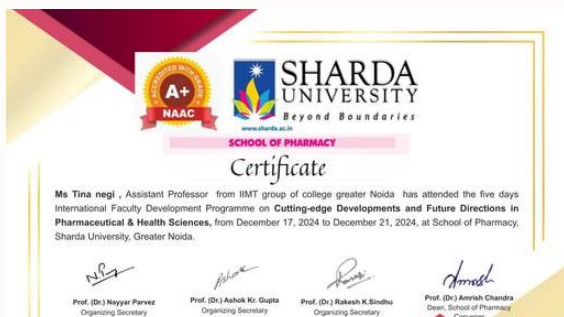 ACCREDITED WITH GRADE
A+
NAAC
SHARDA
UNIVERSITY
Beyond Boundaries
www.sharda.ac.in
SCHOOL OF PHARMACY
Certificate
Ms Tina negi , Assistant Professor from IIMT group of college greater Noida has attended the five days
International Faculty Development Programme on Cutting-edge Developments and Future Directions in
Pharmaceutical & Health Sciences, from December 17, 2024 to December 21, 2024, at School of Pharmacy,
Sharda University, Greater Noida.
Prof. (Dr.) Nayyar Parvez
Organizing Secretary
Prof. (Dr.) Ashok Kr. Gupta
Organizing Secretary
Prof. (Dr.) Rakesh K.Sindhu
Organizing Secretary
Prof. (Dr.) Amrish Chandra
Dean, School of Pharmacy
Convener